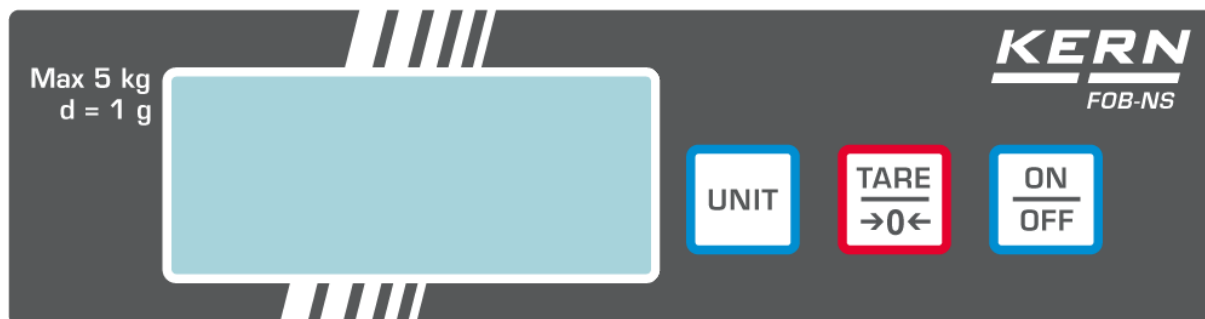 Max 5 kg
d = 1 g
KERN
FOB-NS
UNIT
TARE
→0←
ON
OFF